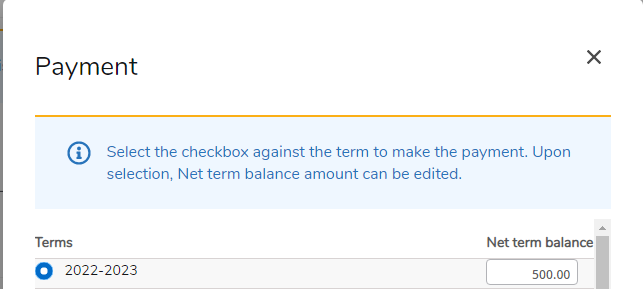 Payment
Select the checkbox against the term to make the payment. Upon
selection, Net term balance amount can be edited.
Terms Net term balance
2022-2023 500.00